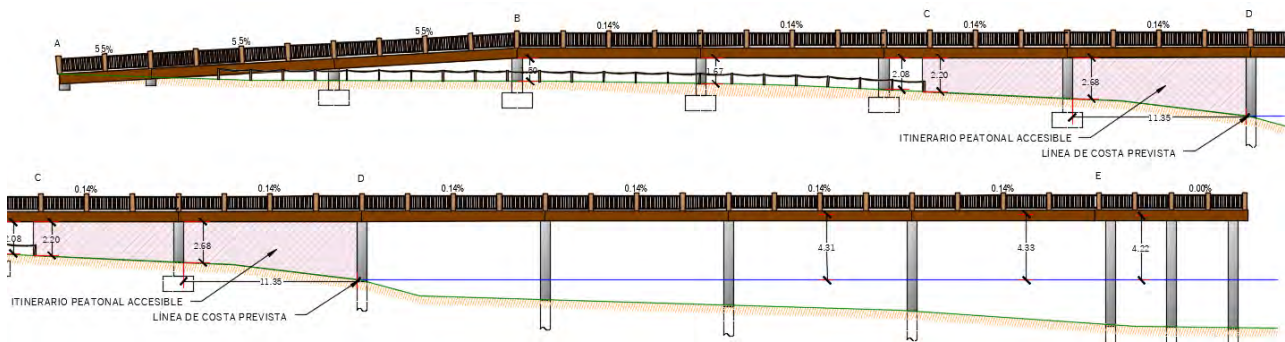 A
5.5%
5.5%
5.5%
B
0.14%
0.14%
C
0.14%
0.14%
D
2.08
2.20
2.68
11.35
ITINERARIO PEATONAL ACCESIBLE
LÍNEA DE COSTA PREVISTA
C
0.14%
0.14%
D
0.14%
0.14%
0.14%
0.14%
E
0.00%
2.08
2.20
2.68
4.31
4.33
4.22
11.35
ITINERARIO PEATONAL ACCESIBLE
LÍNEA DE COSTA PREVISTA